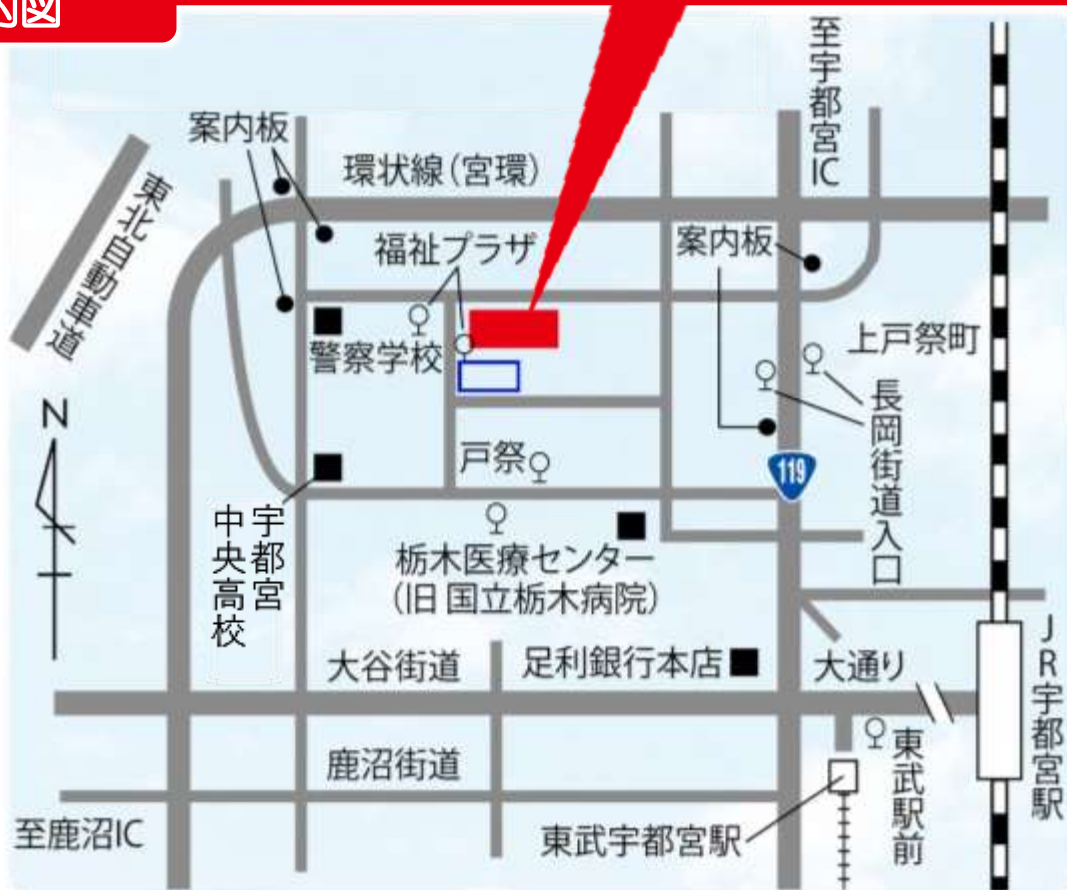 内図
至宇都宮IC
案内板
環状線(宮環)
東北自動車道
福祉プラザ
案内板
警察学校
上戸祭町
長岡街道入口
N
戸祭
119
宇都宮
中央高校
栃木医療センター
(旧 国立栃木病院)
大谷街道
足利銀行本店
大通り
JR宇都宮駅
鹿沼街道
東武駅前
至鹿沼IC
東武宇都宮駅